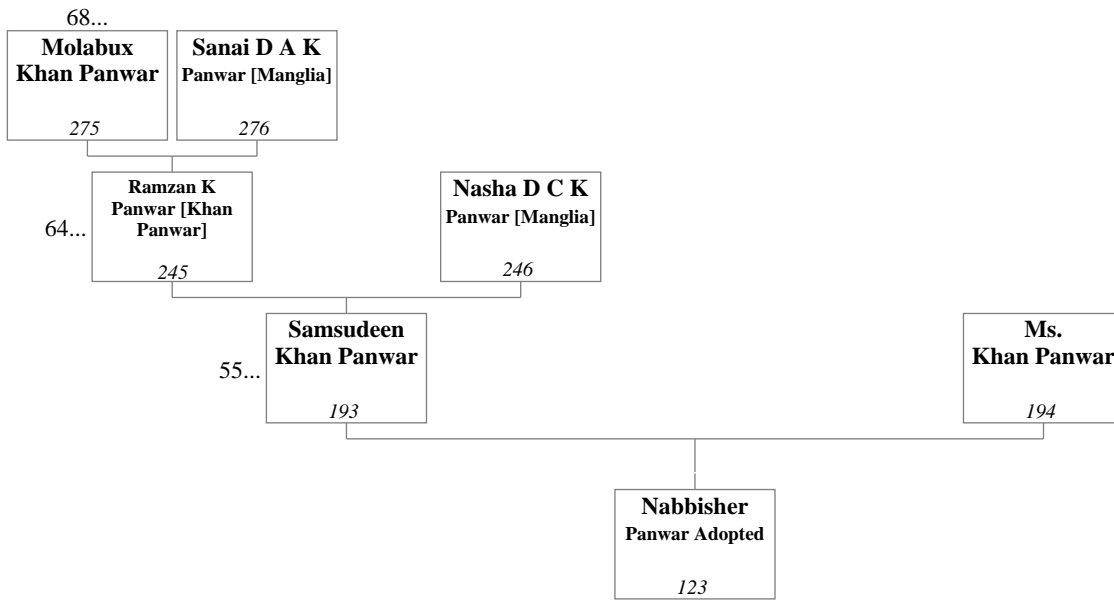 68...
Molabux
Khan Panwar
275
Sanai D A K
Panwar [Manglia]
276
64...
Ramzan K
Panwar [Khan
Panwar]
245
Nasha D C K
Panwar [Manglia]
246
55...
Samsudeen
Khan Panwar
193
Ms.
Khan Panwar
194
Nabbisher
Panwar Adopted
123